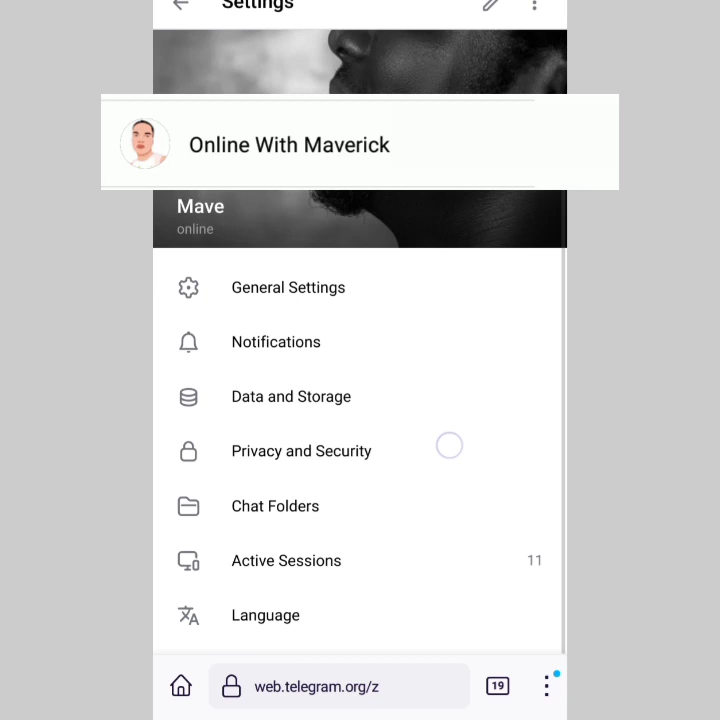 Settings
Online With Maverick
Mave
online
General Settings
Notifications
Data and Storage
Privacy and Security
Chat Folders
Active Sessions 11
Language
web.telegram.org/z 19